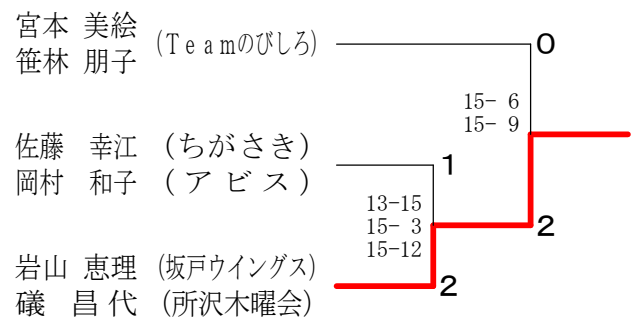 宮本 美絵
笹林 朋子
(Teamのびしろ)
0
15- 6
15- 9
佐藤 幸江 (ちがさき)
岡村 和子 (アビス)
1
13-15
15- 3
15-12
2
岩山 恵理 (坂戸ウイングス)
礒 昌代 (所沢木曜会)
2